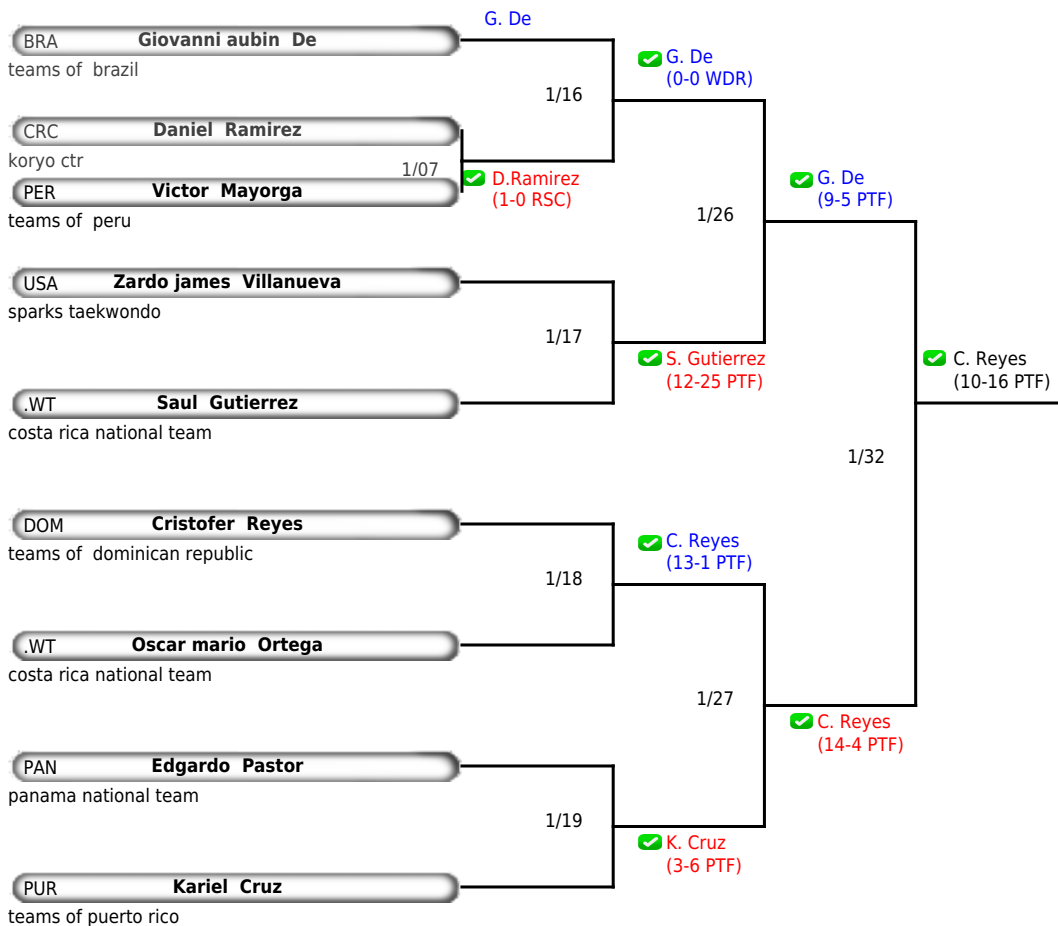 G. De
BRA Giovanni aubin De
teams of brazil
G. De
(0-0 WDR)
1/16
CRC Daniel Ramirez
koryo ctr
1/07
D.Ramirez
(1-0 RSC)
PER Victor Mayorga
teams of peru
G. De
(9-5 PTF)
1/26
USA Zardo james Villanueva
sparks taekwondo
1/17
S. Gutierrez
(12-25 PTF)
C. Reyes
(10-16 PTF)
.WT Saul Gutierrez
costa rica national team
1/32
DOM Cristofer Reyes
teams of dominican republic
C. Reyes
(13-1 PTF)
1/18
.WT Oscar mario Ortega
costa rica national team
1/27
C. Reyes
(14-4 PTF)
PAN Edgardo Pastor
panama national team
1/19
K. Cruz
(3-6 PTF)
PUR Kariel Cruz
teams of puerto rico